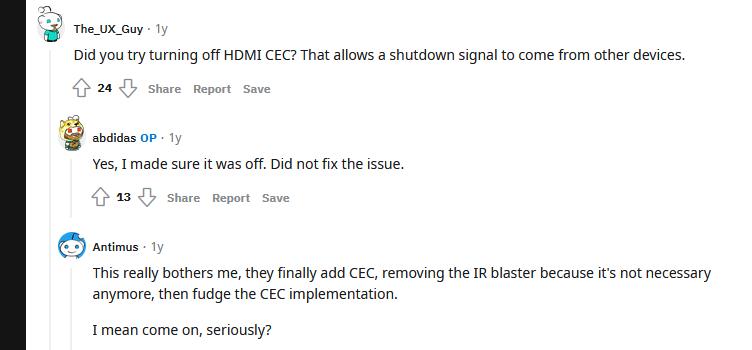 The_UX_Guy · 1y
Did you try turning off HDMI CEC? That allows a shutdown signal to come from other devices.
24 Share Report Save
abdidas OP · 1y
Yes, I made sure it was off. Did not fix the issue.
13 Share Report Save
Antimus · 1y
This really bothers me, they finally add CEC, removing the IR blaster because it's not necessary
anymore, then fudge the CEC implementation.
I mean come on, seriously?